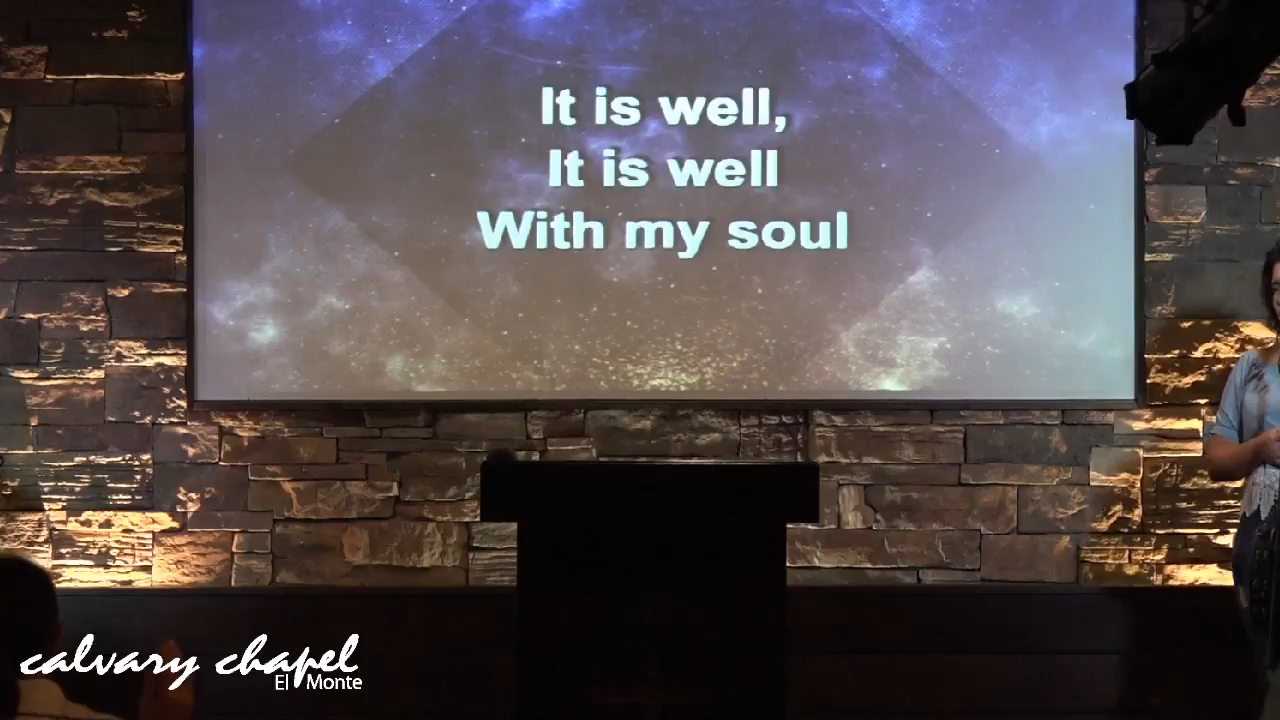 It is well,
It is well
With my soul
calvary chapel
El Monte